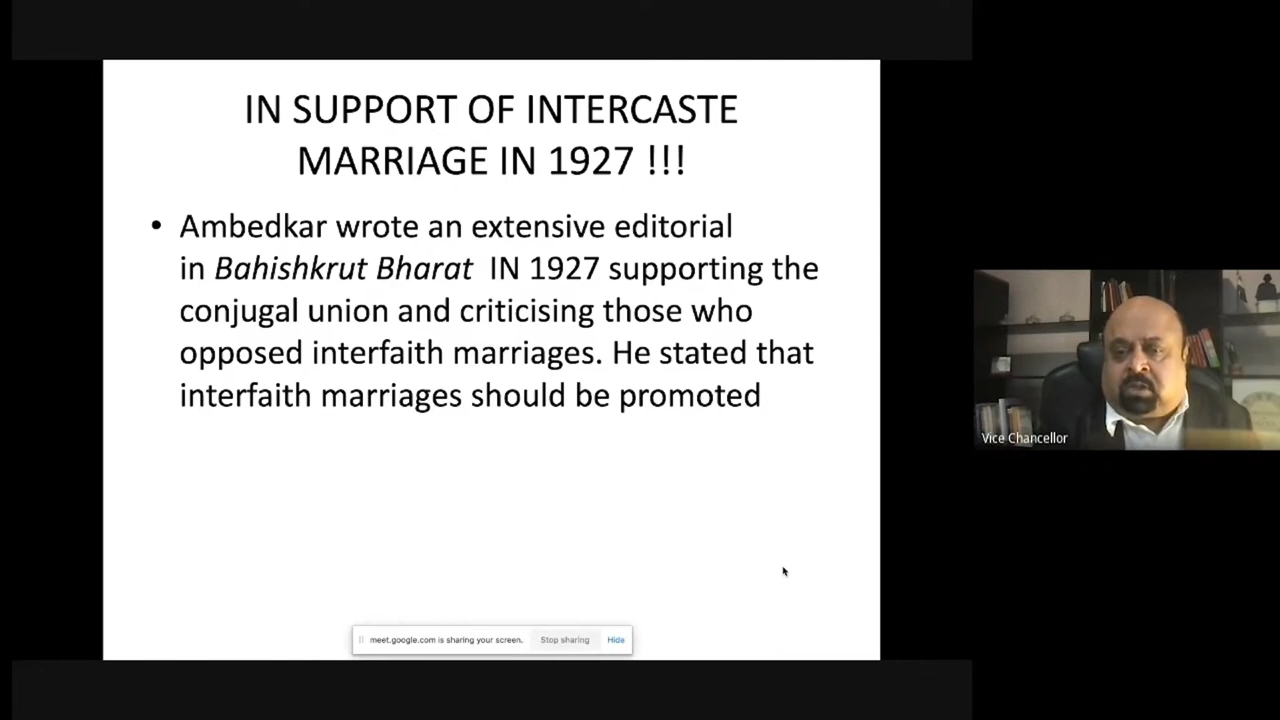 IN SUPPORT OF INTERCASTE
MARRIAGE IN 1927 !!!
• Ambedkar wrote an extensive editorial
in Bahishkrut Bharat IN 1927 supporting the
conjugal union and criticising those who
opposed interfaith marriages. He stated that
interfaith marriages should be promoted
Vice Chancellor
meet.google.com is sharing your screen. Stop sharing Hide